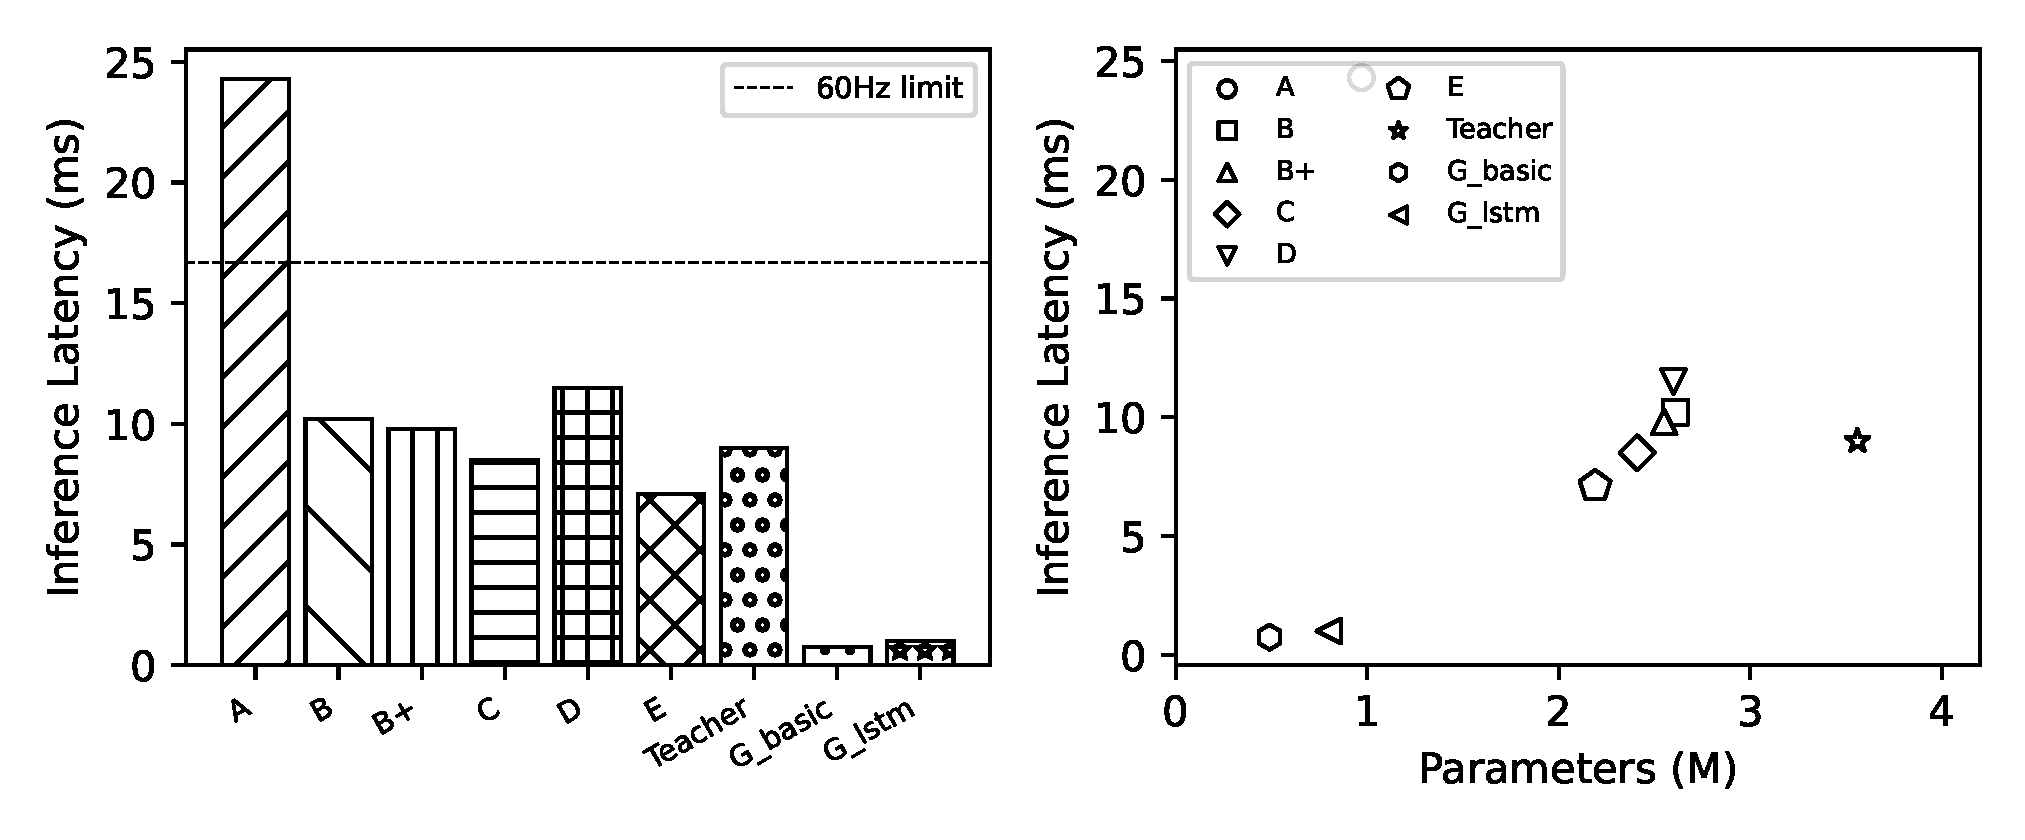 Inference Latency (ms)
25
20
15
10
5
0
60Hz limit
A
B
B+
C
D
E
Teacher
G_basic
G_lstm
Inference Latency (ms)
25
20
15
10
5
0
A
B
B+
C
D
E
Teacher
G_basic
G_lstm
0
1
2
3
4
Parameters (M)